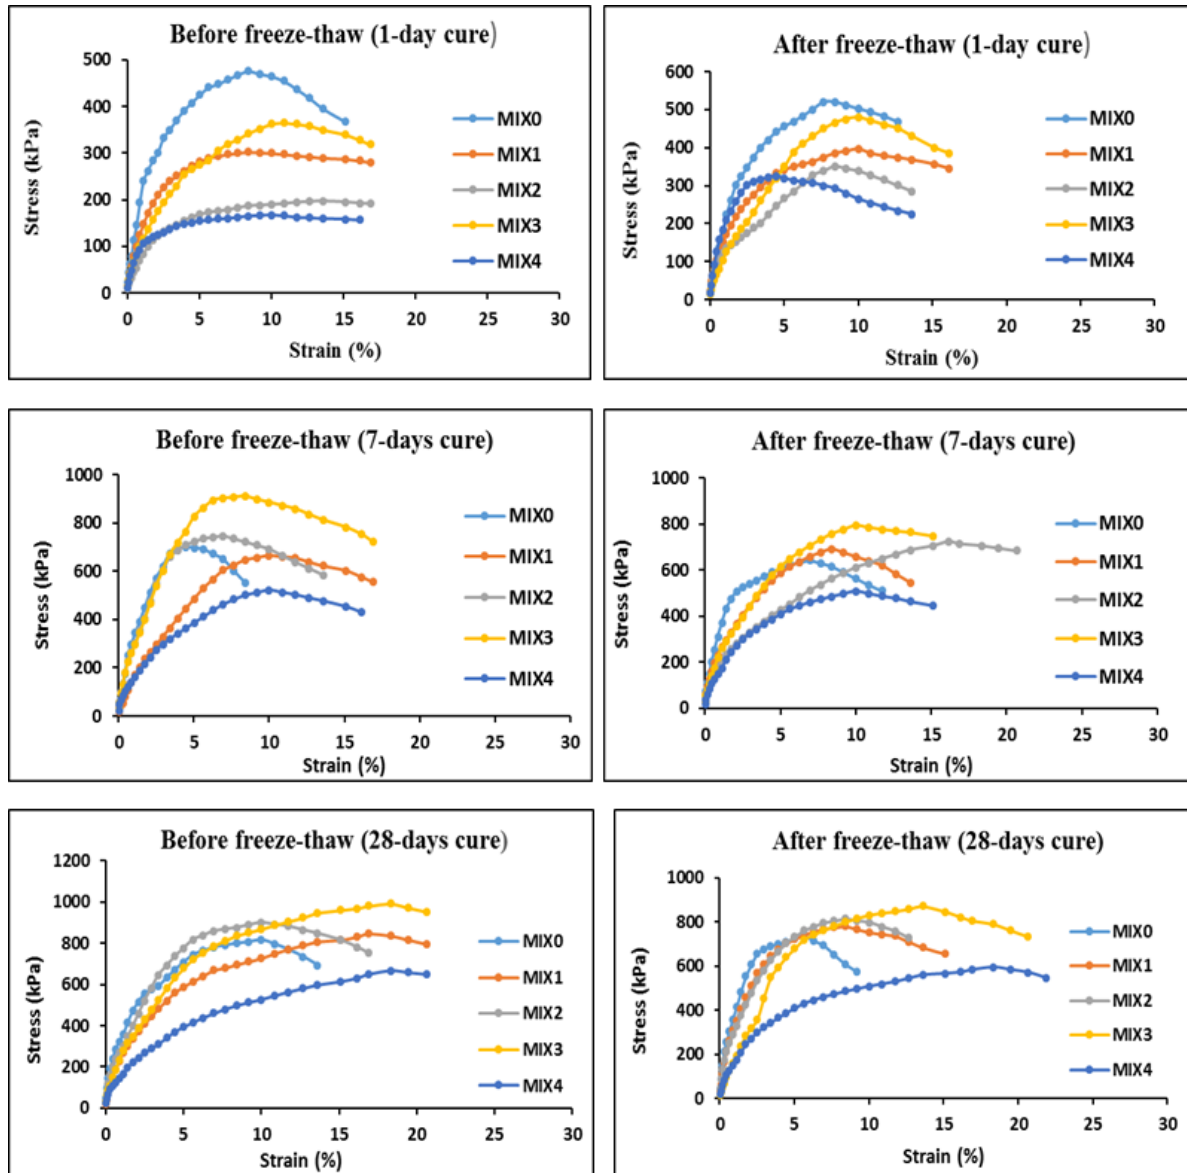 Before freeze-thaw (1-day cure)
500
400
300
200
100
0
0 5 10 15 20 25 30
Stress (kPa)
Strain (%)
MIX0
MIX1
MIX2
MIX3
MIX4
After freeze-thaw (1-day cure)
600
500
400
300
200
100
0
0 5 10 15 20 25 30
Stress (kPa)
Strain (%)
MIX0
MIX1
MIX2
MIX3
MIX4
Before freeze-thaw (7-days cure)
1000
800
600
400
200
0
0 5 10 15 20 25 30
Stress (kPa)
Strain (%)
MIX0
MIX1
MIX2
MIX3
MIX4
After freeze-thaw (7-days cure)
1000
800
600
400
200
0
0 5 10 15 20 25 30
Stress (kPa)
Strain (%)
MIX0
MIX1
MIX2
MIX3
MIX4
Before freeze-thaw (28-days cure)
1200
1000
800
600
400
200
0
0 5 10 15 20 25 30
Stress (kPa)
Strain (%)
MIX0
MIX1
MIX2
MIX3
MIX4
After freeze-thaw (28-days cure)
1000
800
600
400
200
0
0 5 10 15 20 25 30
Stress (kPa)
Strain (%)
MIX0
MIX1
MIX2
MIX3
MIX4